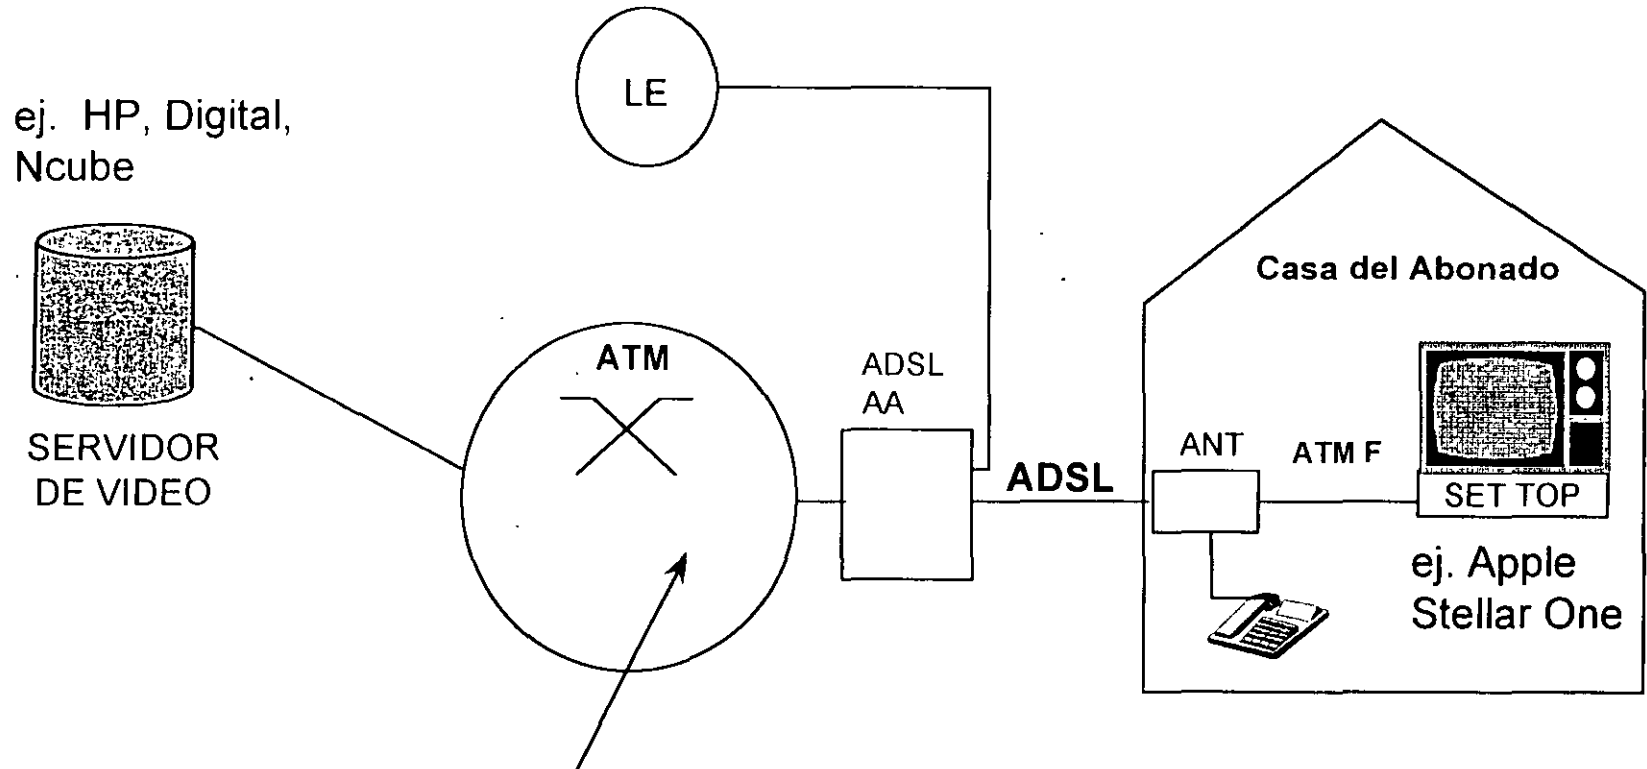 LE
ej. HP, Digital,
Ncube
SERVIDOR
DE VIDEO
ATM
ADSL
AA
ADSL
Casa del Abonado
ANT
ATM F
SET TOP
ej. Apple
Stellar One